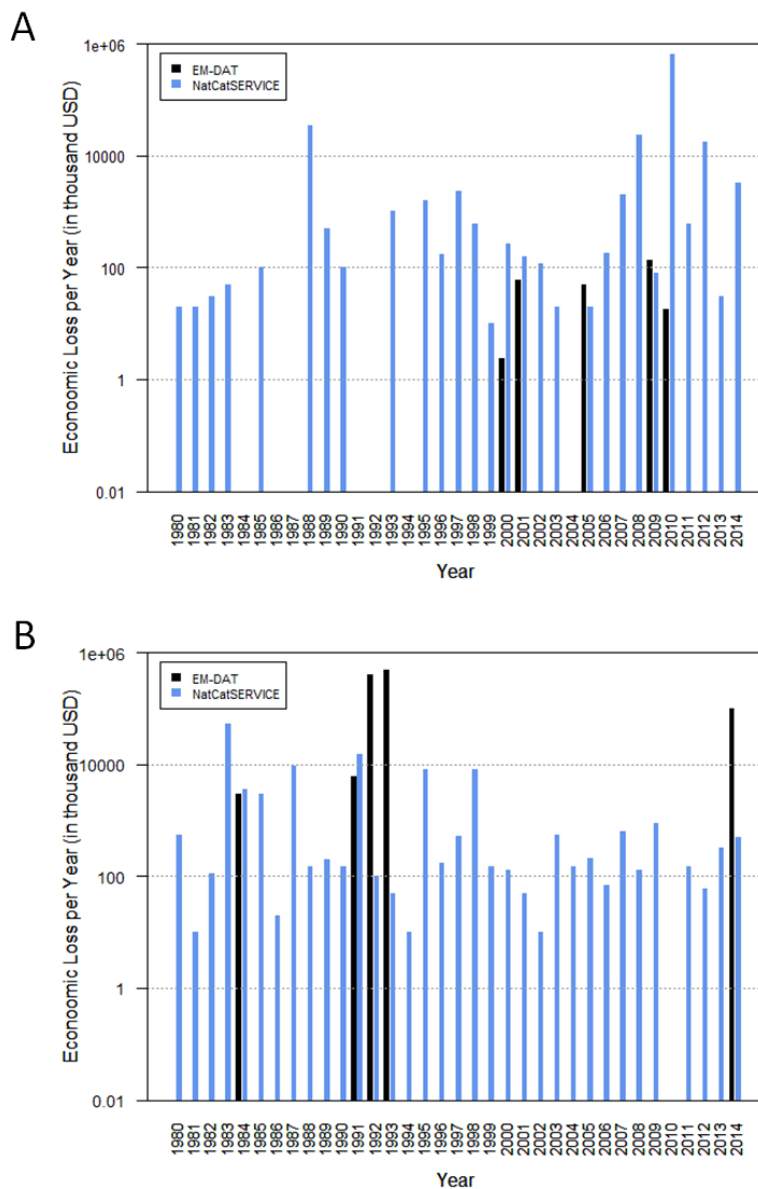 A
EM-DAT
NatCatSERVICE
Econoomic Loss per Year (in thousand USD)
1e+06
10000
100
1
0.01
1980 1981 1982 1983 1984 1985 1986 1987 1988 1989 1990 1991 1992 1993 1994 1995 1996 1997 1998 1999 2000 2001 2002 2003 2004 2005 2006 2007 2008 2009 2010 2011 2012 2013 2014
Year
B
EM-DAT
NatCatSERVICE
Econoomic Loss per Year (in thousand USD)
1e+06
10000
100
1
0.01
1980 1981 1982 1983 1984 1985 1986 1987 1988 1989 1990 1991 1992 1993 1994 1995 1996 1997 1998 1999 2000 2001 2002 2003 2004 2005 2006 2007 2008 2009 2010 2011 2012 2013 2014
Year